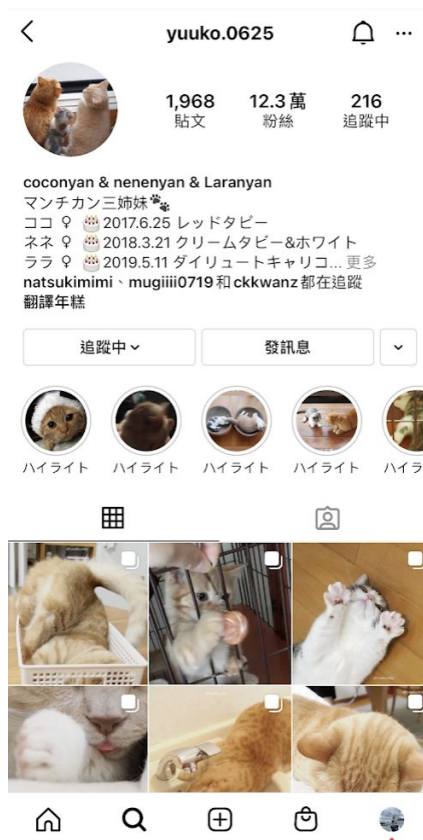 yuuko.0625
1,968 12.3萬 216
貼文 粉絲 追蹤中
coconyan & nenenyan & Laranyan
マンチカン三姉妹🐾
ココ ♀ 🎂2017.6.25 レッドタビー
ネネ ♀ 🎂2018.3.21 クリームタビー&ホワイト
ララ ♀ 🎂2019.5.11 ダイリュートキャリコ... 更多
natsukimimi、mugiiii0719和ckkwanz都在追蹤
翻譯年糕
追蹤中 發訊息
ハイライト ハイライト ハイライト ハイライト ハイラ